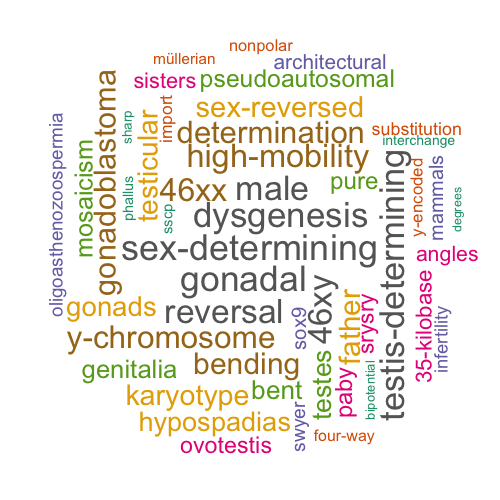 nonpolar
müllerian
architectural
sisters
pseudoautosomal
sex-reversed
determination
substitution
interchange
high-mobility
46xx
male
pure
dysgenesis
sex-determining
gonadal
reversal
gonads
y-chromosome
bending
genitalia
karyotype
bent
hypospadias
ovotestis
four-way
angles
oligoasthenozoospermia
mosaicism
gonadoblastoma
sharp
phallus
testicular
import
sscp
testis-determining
y-encoded
mammals
degrees
35-kilobase
infertility
46xy
sox9
father
srysry
testes
paby
bipotential
swyer